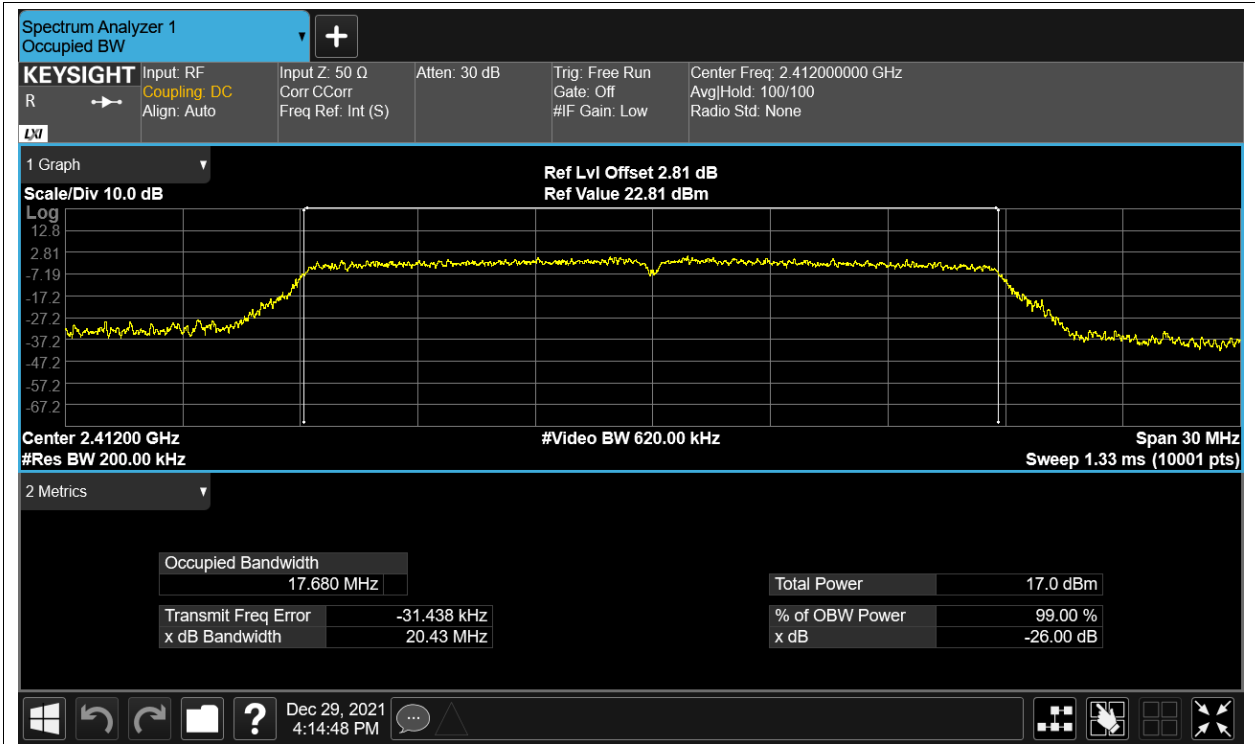 Spectrum Analyzer 1
Occupied BW
+
KEYSIGHT
R
LXI
Input: RF
Coupling: DC
Align: Auto
Input Z: 50 Ω
Corr CCorr
Freq Ref: Int (S)
Atten: 30 dB
Trig: Free Run
Gate: Off
#IF Gain: Low
Center Freq: 2.412000000 GHz
Avg|Hold: 100/100
Radio Std: None
1 Graph
Scale/Div 10.0 dB
Ref Lvl Offset 2.81 dB
Ref Value 22.81 dBm
Log
12.8
2.81
-7.19
-17.2
-27.2
-37.2
-47.2
-57.2
-67.2
Center 2.41200 GHz
#Video BW 620.00 kHz
Span 30 MHz
#Res BW 200.00 kHz
Sweep 1.33 ms (10001 pts)
2 Metrics
Occupied Bandwidth
17.680 MHz
Total Power 17.0 dBm
Transmit Freq Error -31.438 kHz
% of OBW Power 99.00 %
x dB Bandwidth 20.43 MHz
x dB -26.00 dB
?
Dec 29, 2021
4:14:48 PM